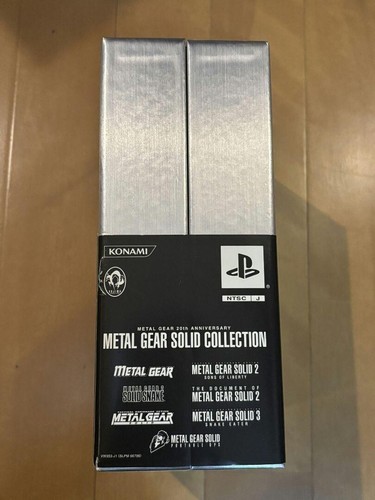 KONAMI
NTSC J
METAL GEAR 20th ANNIVERSARY
METAL GEAR SOLID COLLECTION
METAL GEAR
METAL GEAR SOLID 2
SONS OF LIBERTY
METAL GEAR 2
SOLID SNAKE
THE DOCUMENT OF
METAL GEAR SOLID 2
METAL GEAR
SOLID
METAL GEAR SOLID 3
SNAKE EATER
METAL GEAR SOLID
PORTABLE OPS